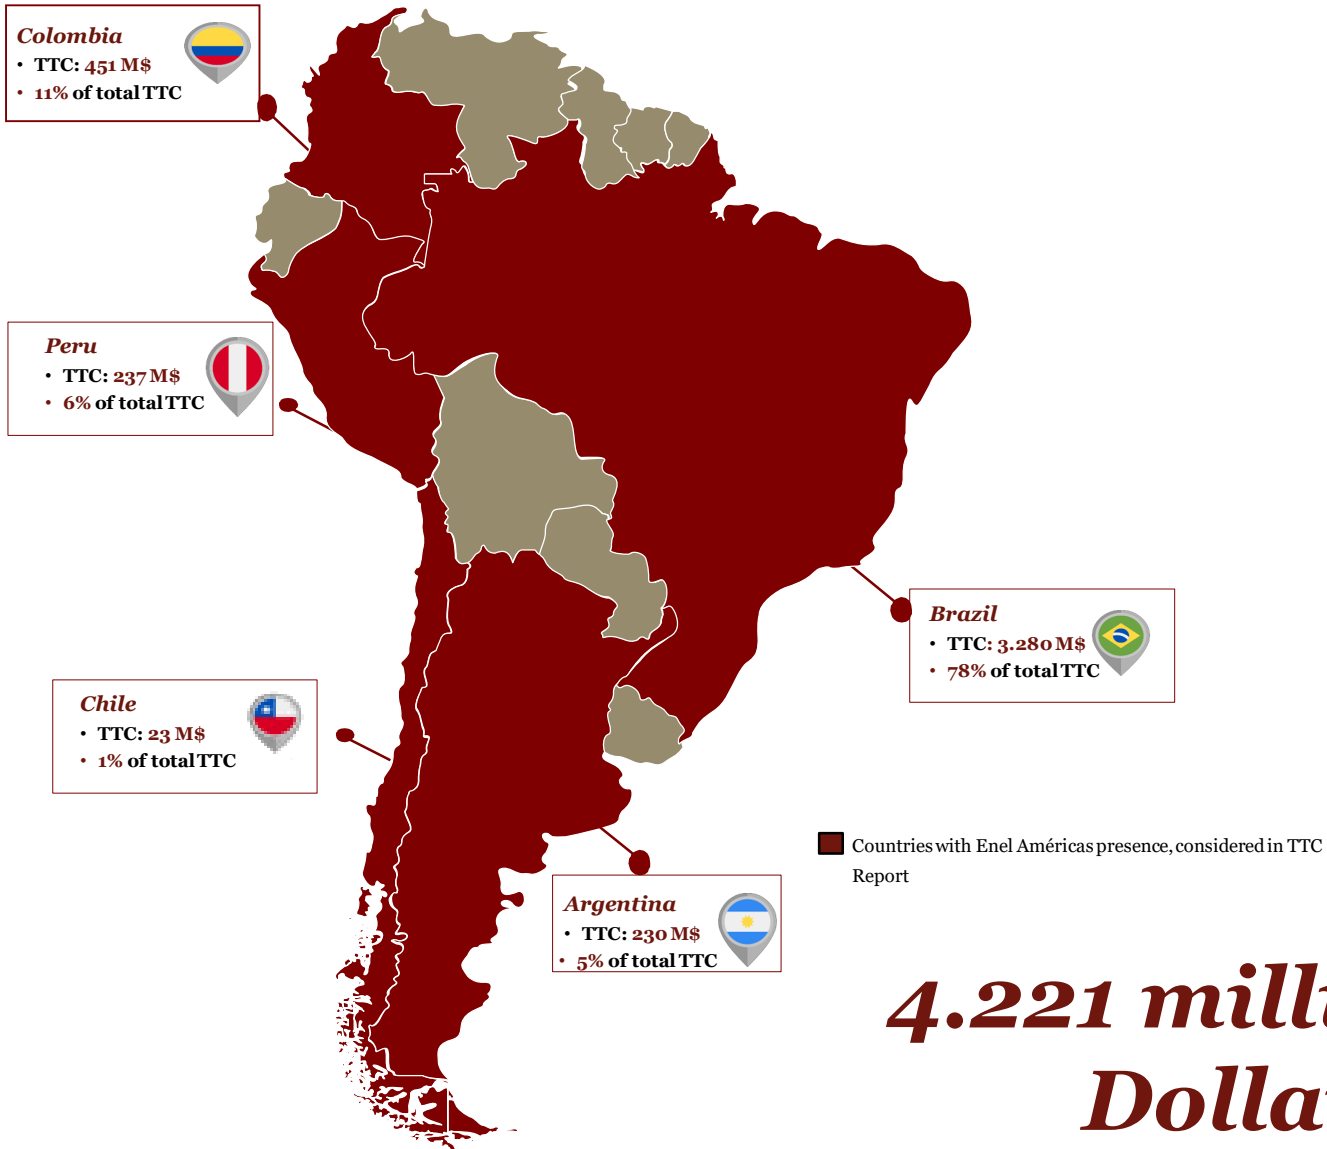 Colombia
• TTC: 451 M$
• 11% of total TTC
Peru
• TTC: 237 M$
• 6% of total TTC
Brazil
• TTC: 3.280 M$
• 78% of total TTC
Chile
• TTC: 23 M$
• 1% of total TTC
Countries with Enel Américas presence, considered in TTC
Report
Argentina
• TTC: 230 M$
• 5% of total TTC
4.221